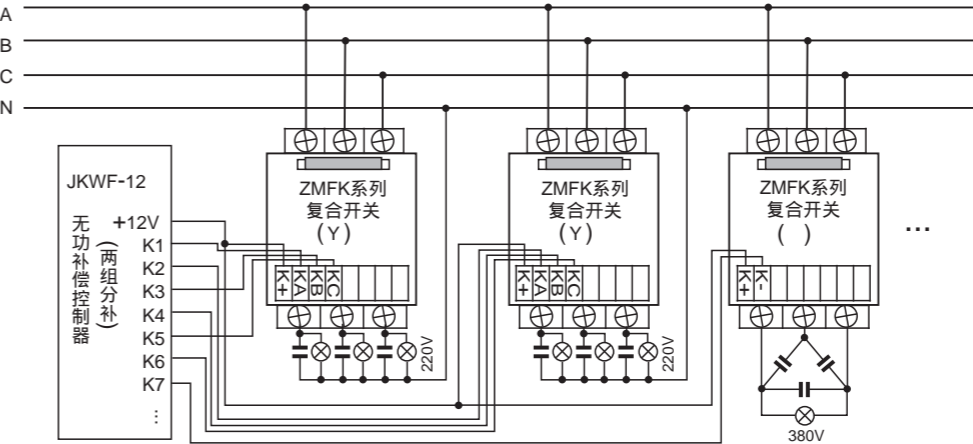 A
B
C
N
JKWF-12
无功补偿控制器
(两组分补)
+12V
K1
K2
K3
K4
K5
K6
K7
...
ZMFK系列
复合开关
(Y)
K+
KA
KB
KC
220V
ZMFK系列
复合开关
(Y)
K+
KA
KB
KC
220V
ZMFK系列
复合开关
( )
K+
K-
380V
...